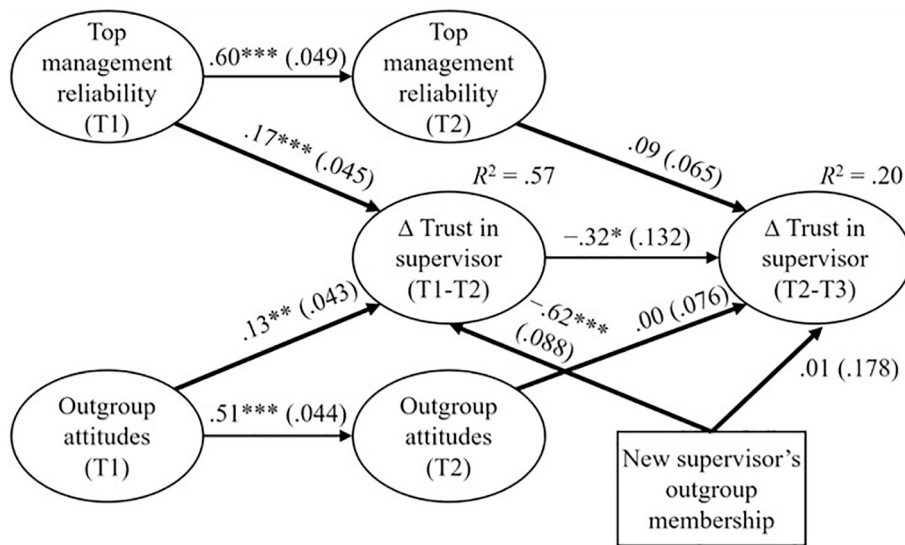 Top
management
reliability
(T1)
.60*** (.049)
Top
management
reliability
(T2)
.17*** (.045)
.09 (.065)
R² = .57
R² = .20
Δ Trust in
supervisor
(T1-T2)
−.32* (.132)
Δ Trust in
supervisor
(T2-T3)
.13** (.043)
−.62***
(.088)
.00 (.076)
.01 (.178)
Outgroup
attitudes
(T1)
.51*** (.044)
Outgroup
attitudes
(T2)
New supervisor’s
outgroup
membership